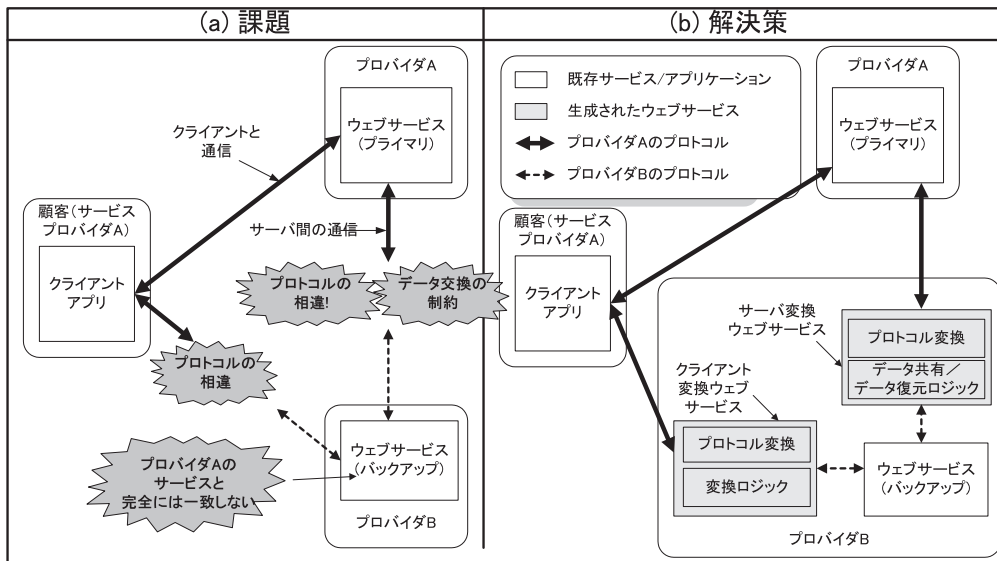 (a) 課題
プロバイダA
ウェブサービス
(プライマリ)
クライアントと
通信
顧客(サービス
プロバイダA)
サーバ間の通信
クライアント
アプリ
プロトコルの
相違!
データ交換の
制約
プロトコルの
相違
プロバイダAの
サービスと
完全には一致しない
ウェブサービス
(バックアップ)
プロバイダB
(b) 解決策
既存サービス/アプリケーション
生成されたウェブサービス
プロバイダAのプロトコル
プロバイダBのプロトコル
プロバイダA
ウェブサービス
(プライマリ)
顧客(サービス
プロバイダA)
クライアント
アプリ
サーバ変換
ウェブサービス
プロトコル変換
データ共有/
データ復元ロジック
クライアント
変換ウェブ
サービス
プロトコル変換
変換ロジック
ウェブサービス
(バックアップ)
プロバイダB